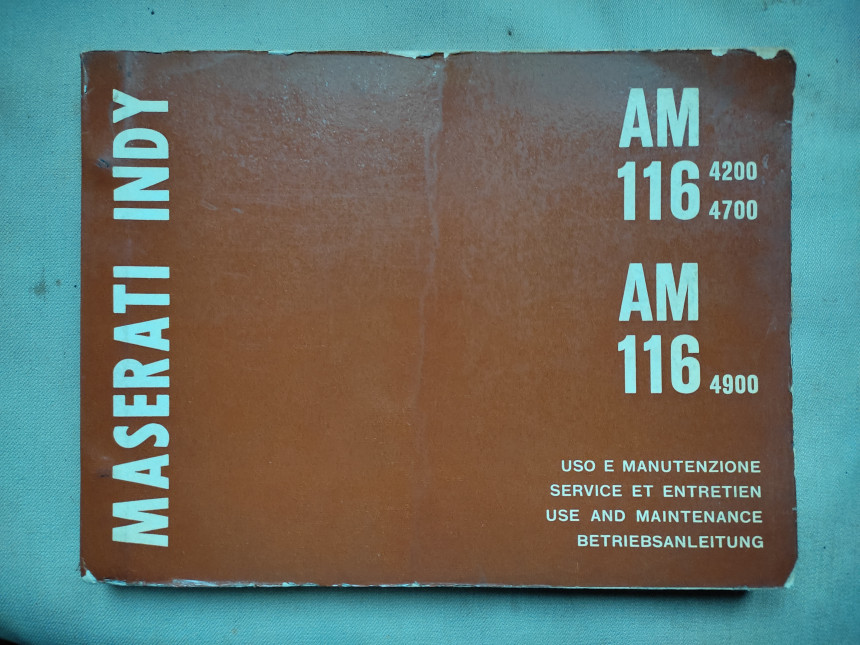 MASERATI INDY
AM
116 4200
4700
AM
116 4900
USO E MANUTENZIONE
SERVICE ET ENTRETIEN
USE AND MAINTENANCE
BETRIEBSANLEITUNG